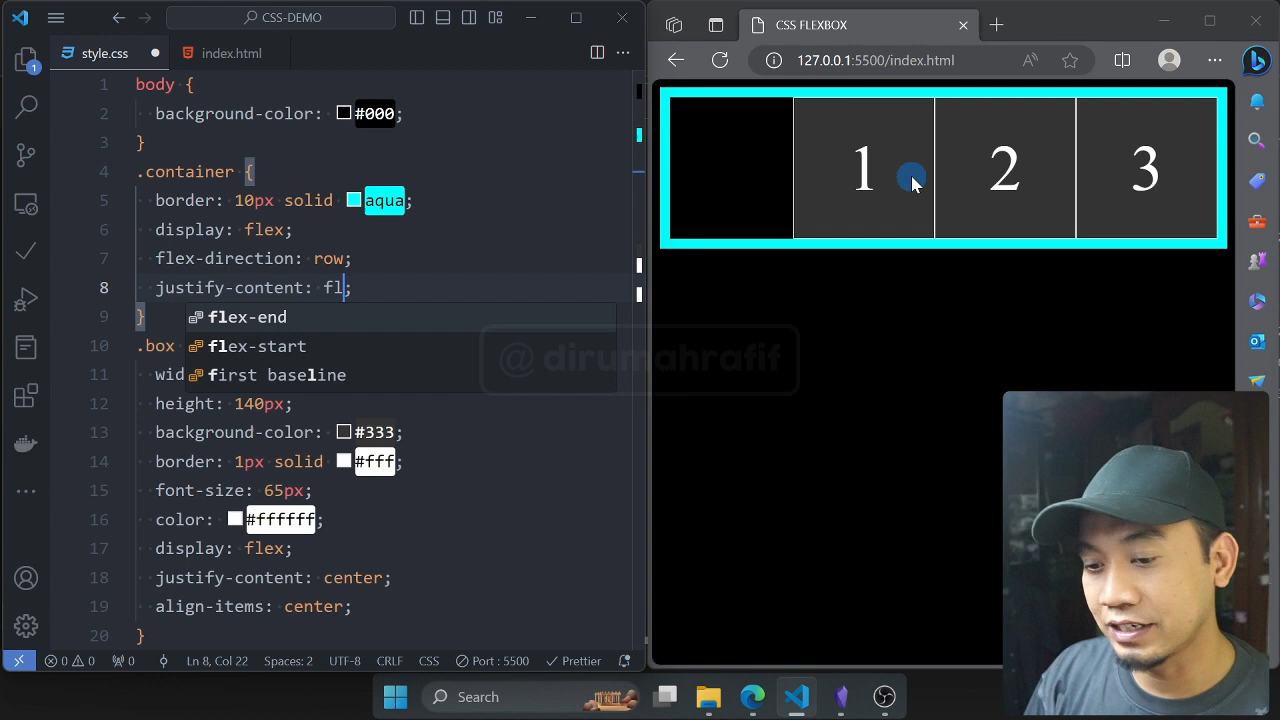 CSS-DEMO
style.css
index.html
1 body {
2 background-color: #000;
3 }
4 .container {
5 border: 10px solid aqua;
6 display: flex;
7 flex-direction: row;
8 justify-content: fl;
9 }
flex-end
flex-start
first baseline
10 .box
11 wid
12 height: 140px;
13 background-color: #333;
14 border: 1px solid #fff;
15 font-size: 65px;
16 color: #ffffff;
17 display: flex;
18 justify-content: center;
19 align-items: center;
20 }
1
0 0 0 Ln 8, Col 22 Spaces: 2 UTF-8 CRLF CSS Port : 5500 Prettier
CSS FLEXBOX
127.0.0.1:5500/index.html
1 2 3
@dirumahrafif
Search